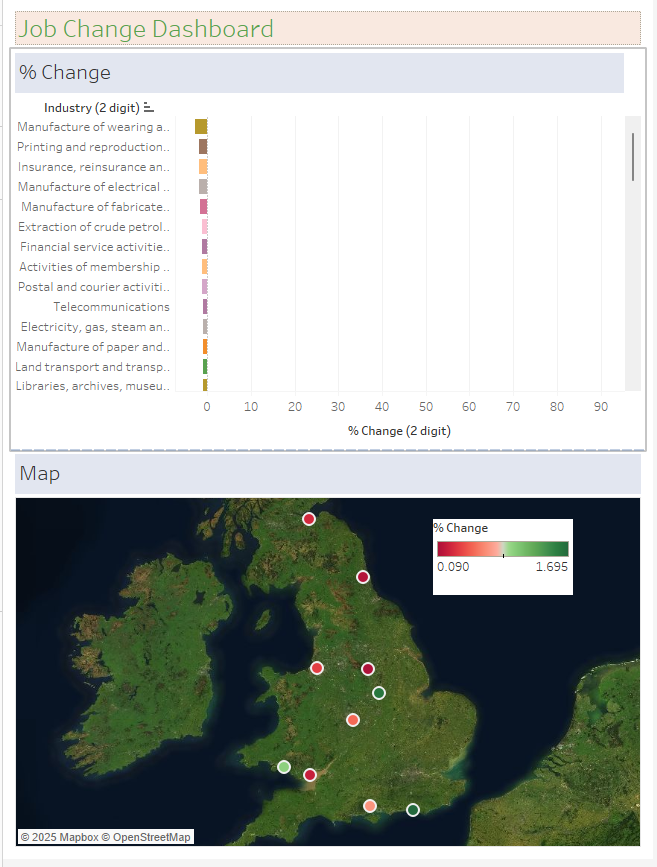 Job Change Dashboard
% Change
Industry (2 digit)
Manufacture of wearing a..
Printing and reproduction..
Insurance, reinsurance an..
Manufacture of electrical ..
Manufacture of fabricate..
Extraction of crude petrol..
Financial service activitie..
Activities of membership ..
Postal and courier activiti..
Telecommunications
Electricity, gas, steam an..
Manufacture of paper and..
Land transport and transp..
Libraries, archives, museu..
0 10 20 30 40 50 60 70 80 90
% Change (2 digit)
Map
% Change
0.090 1.695
© 2025 Mapbox © OpenStreetMap